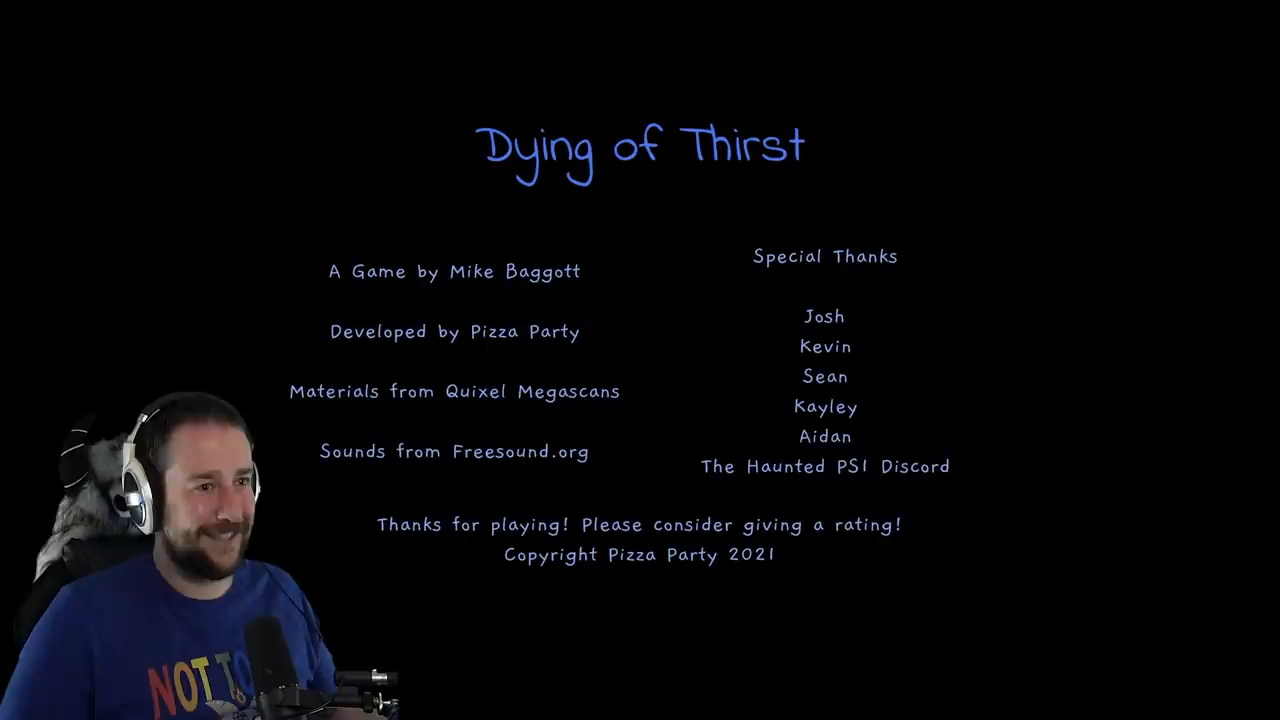 Dying of Thirst
A Game by Mike Baggott
Developed by Pizza Party
Materials from Quixel Megascans
Sounds from Freesound.org
Special Thanks
Josh
Kevin
Sean
Kayley
Aidan
The Haunted PS1 Discord
Thanks for playing! Please consider giving a rating!
Copyright Pizza Party 2021
NOT TO